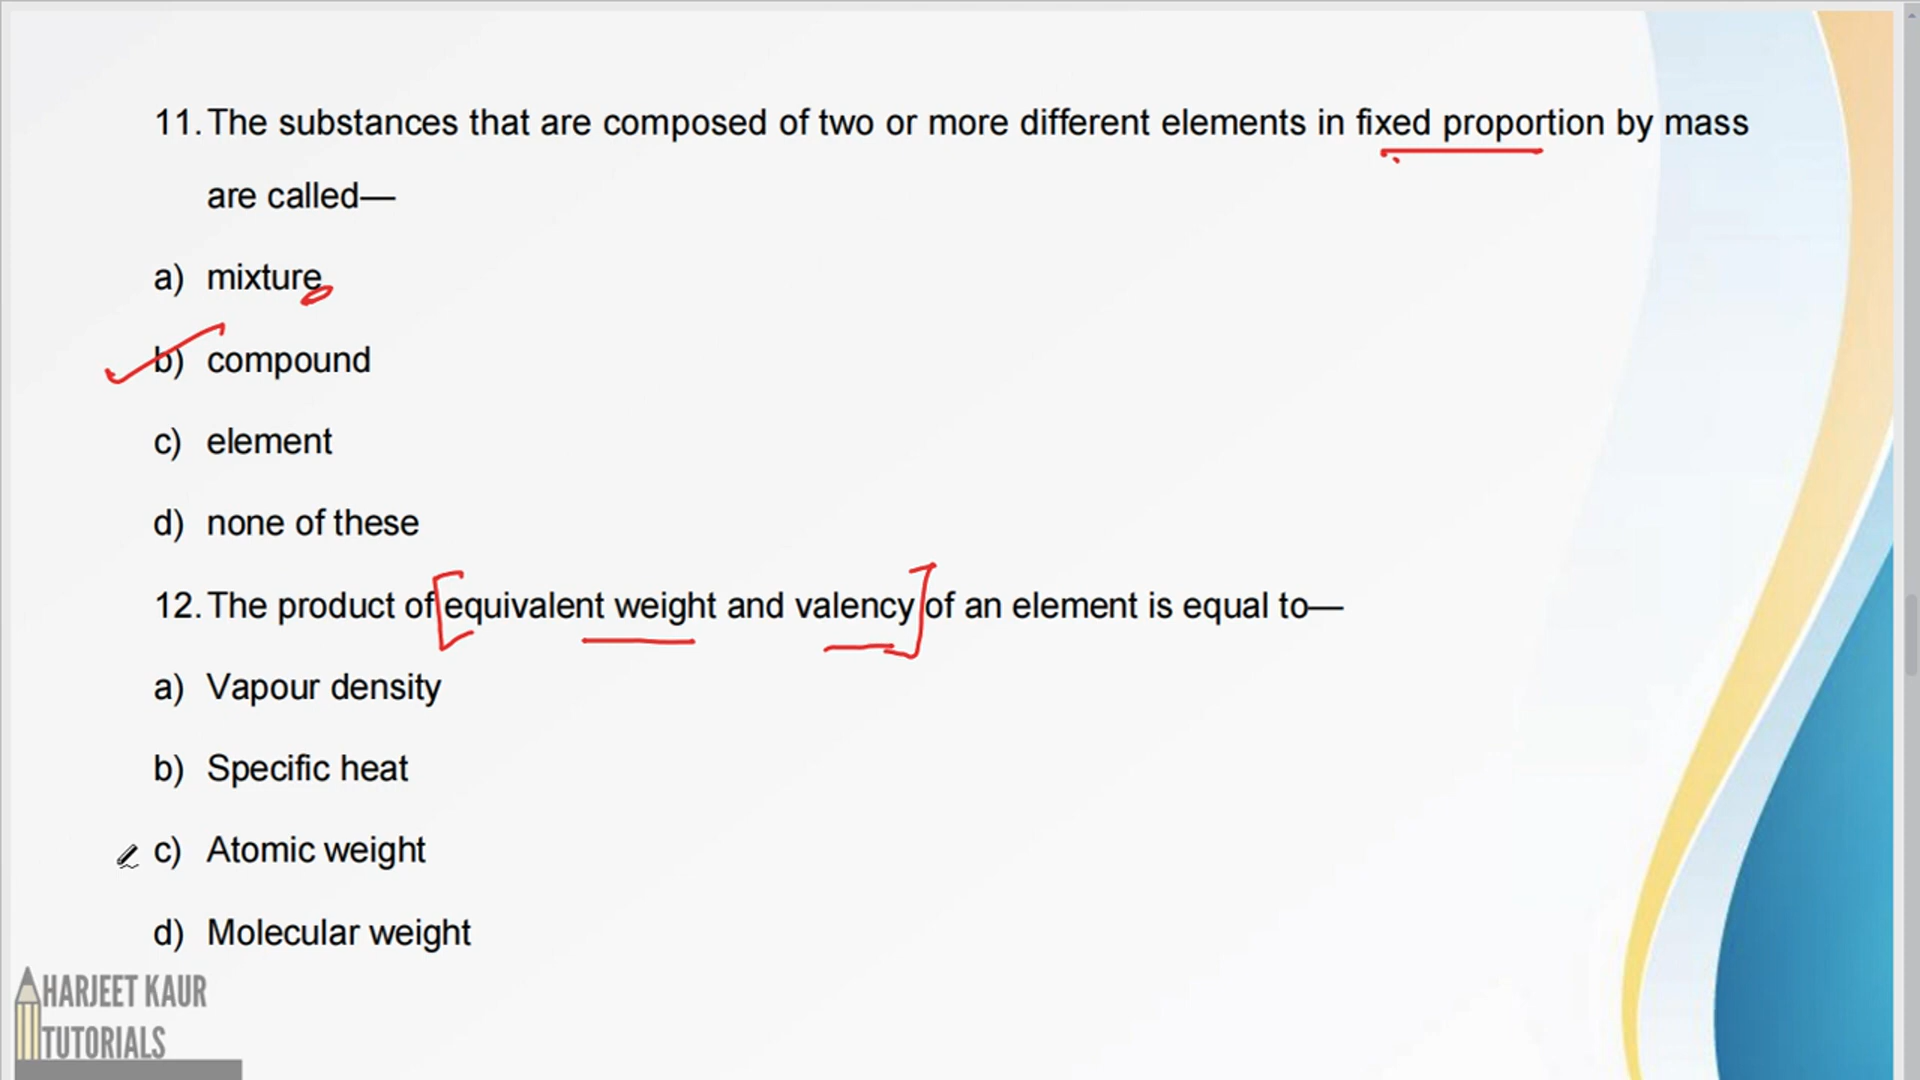 11. The substances that are composed of two or more different elements in fixed proportion by mass
are called—
a) mixture
b) compound
c) element
d) none of these
12. The product of equivalent weight and valency of an element is equal to—
a) Vapour density
b) Specific heat
c) Atomic weight
d) Molecular weight
HARJEET KAUR
TUTORIALS